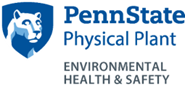 PennState
Physical Plant
ENVIRONMENTAL
HEALTH & SAFETY